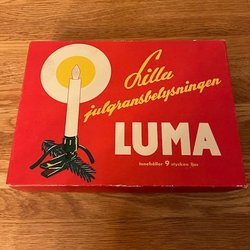 Lilla
julgransbelysningen
LUMA
Innehåller 9 stycken ljus